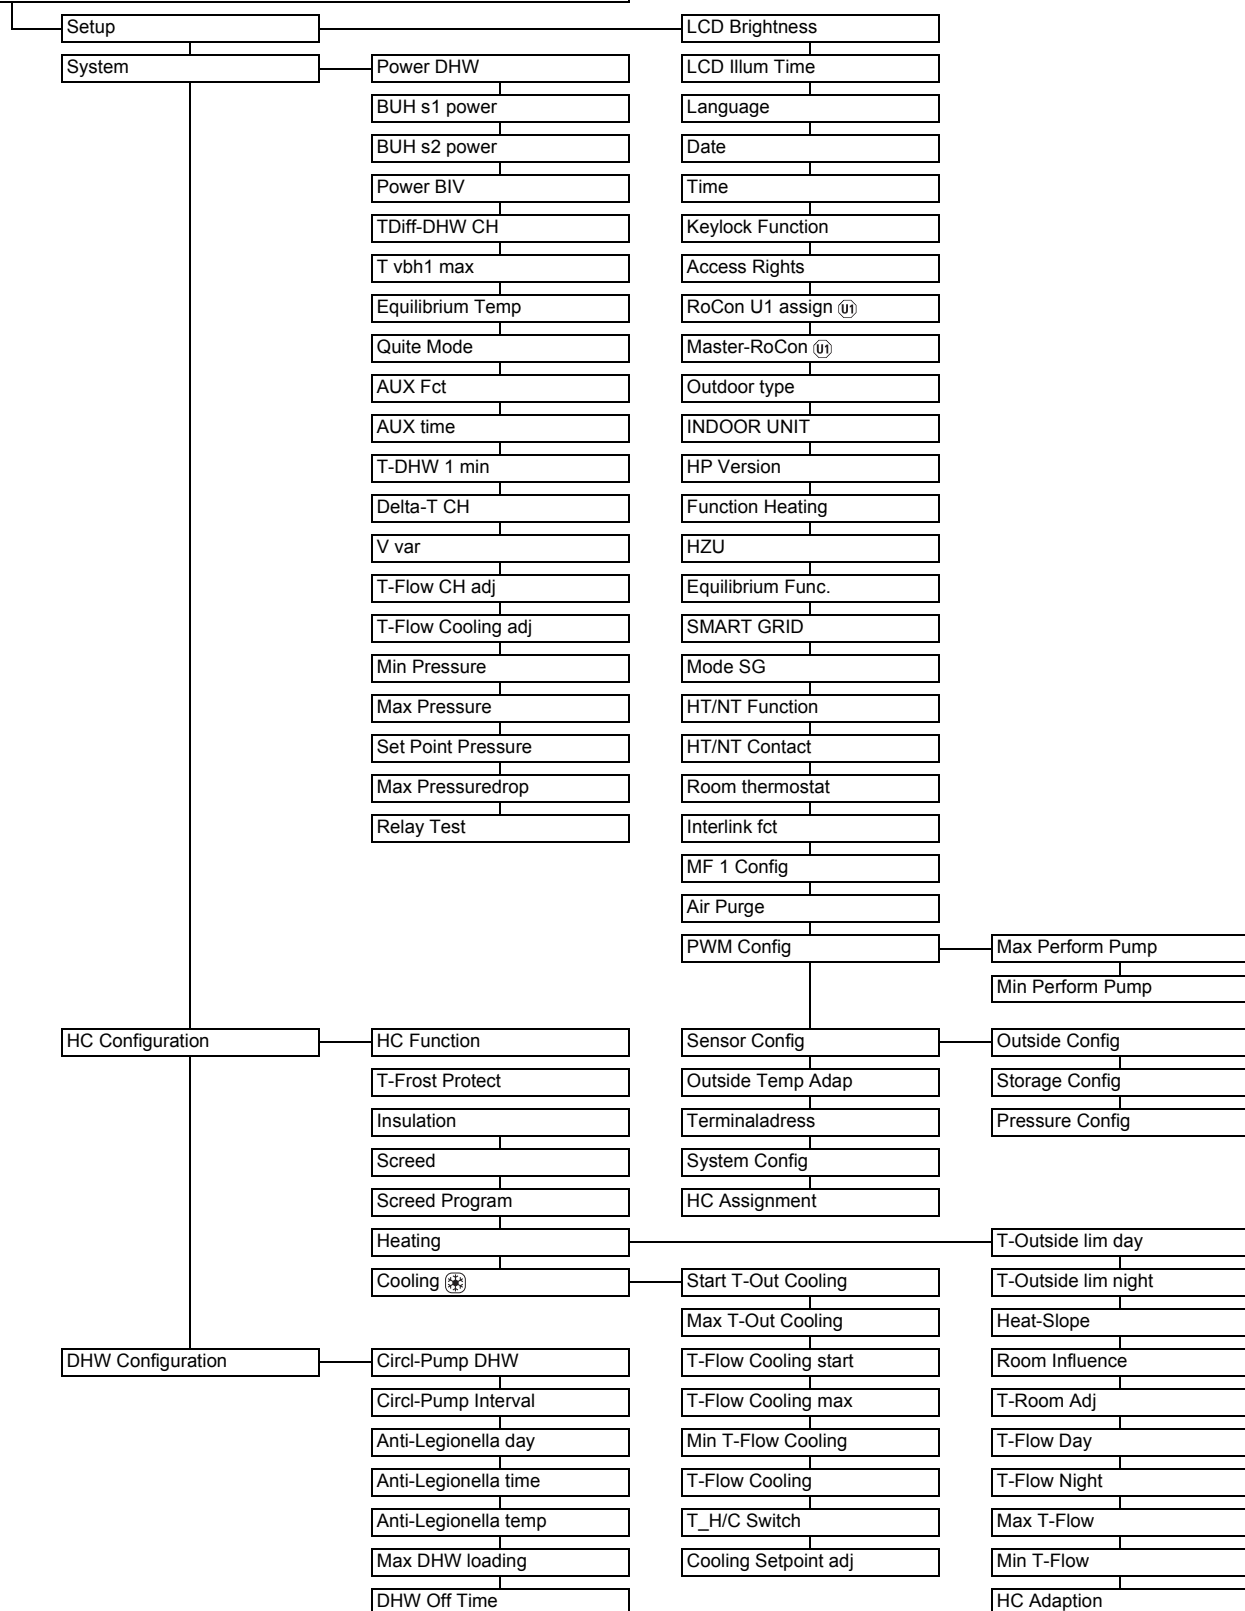 Setup
LCD Brightness
System
Power DHW
LCD Illum Time
BUH s1 power
Language
BUH s2 power
Date
Power BIV
Time
TDiff-DHW CH
Keylock Function
T vbh1 max
Access Rights
Equilibrium Temp
RoCon U1 assign U1
Quite Mode
Master-RoCon U1
AUX Fct
Outdoor type
AUX time
INDOOR UNIT
T-DHW 1 min
HP Version
Delta-T CH
Function Heating
V var
HZU
T-Flow CH adj
Equilibrium Func.
T-Flow Cooling adj
SMART GRID
Min Pressure
Mode SG
Max Pressure
HT/NT Function
Set Point Pressure
HT/NT Contact
Max Pressuredrop
Room thermostat
Relay Test
Interlink fct
MF 1 Config
Air Purge
PWM Config
Max Perform Pump
Min Perform Pump
HC Configuration
HC Function
Sensor Config
Outside Config
T-Frost Protect
Outside Temp Adap
Storage Config
Insulation
Terminaladress
Pressure Config
Screed
System Config
Screed Program
HC Assignment
Heating
T-Outside lim day
Cooling
Start T-Out Cooling
T-Outside lim night
Max T-Out Cooling
Heat-Slope
DHW Configuration
Circl-Pump DHW
T-Flow Cooling start
Room Influence
Circl-Pump Interval
T-Flow Cooling max
T-Room Adj
Anti-Legionella day
Min T-Flow Cooling
T-Flow Day
Anti-Legionella time
T-Flow Cooling
T-Flow Night
Anti-Legionella temp
T_H/C Switch
Max T-Flow
Max DHW loading
Cooling Setpoint adj
Min T-Flow
DHW Off Time
HC Adaption